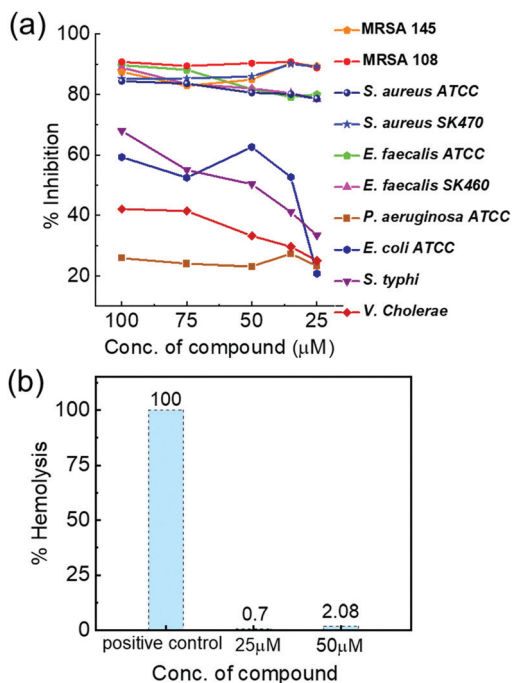 (a)
100
80
60
40
20
% Inhibition
100 75 50 25
Conc. of compound (μM)
MRSA 145
MRSA 108
S. aureus ATCC
S. aureus SK470
E. faecalis ATCC
E. faecalis SK460
P. aeruginosa ATCC
E. coli ATCC
S. typhi
V. Cholerae
(b)
100
75
50
25
0
% Hemolysis
100
0.7
2.08
positive control 25μM 50μM
Conc. of compound